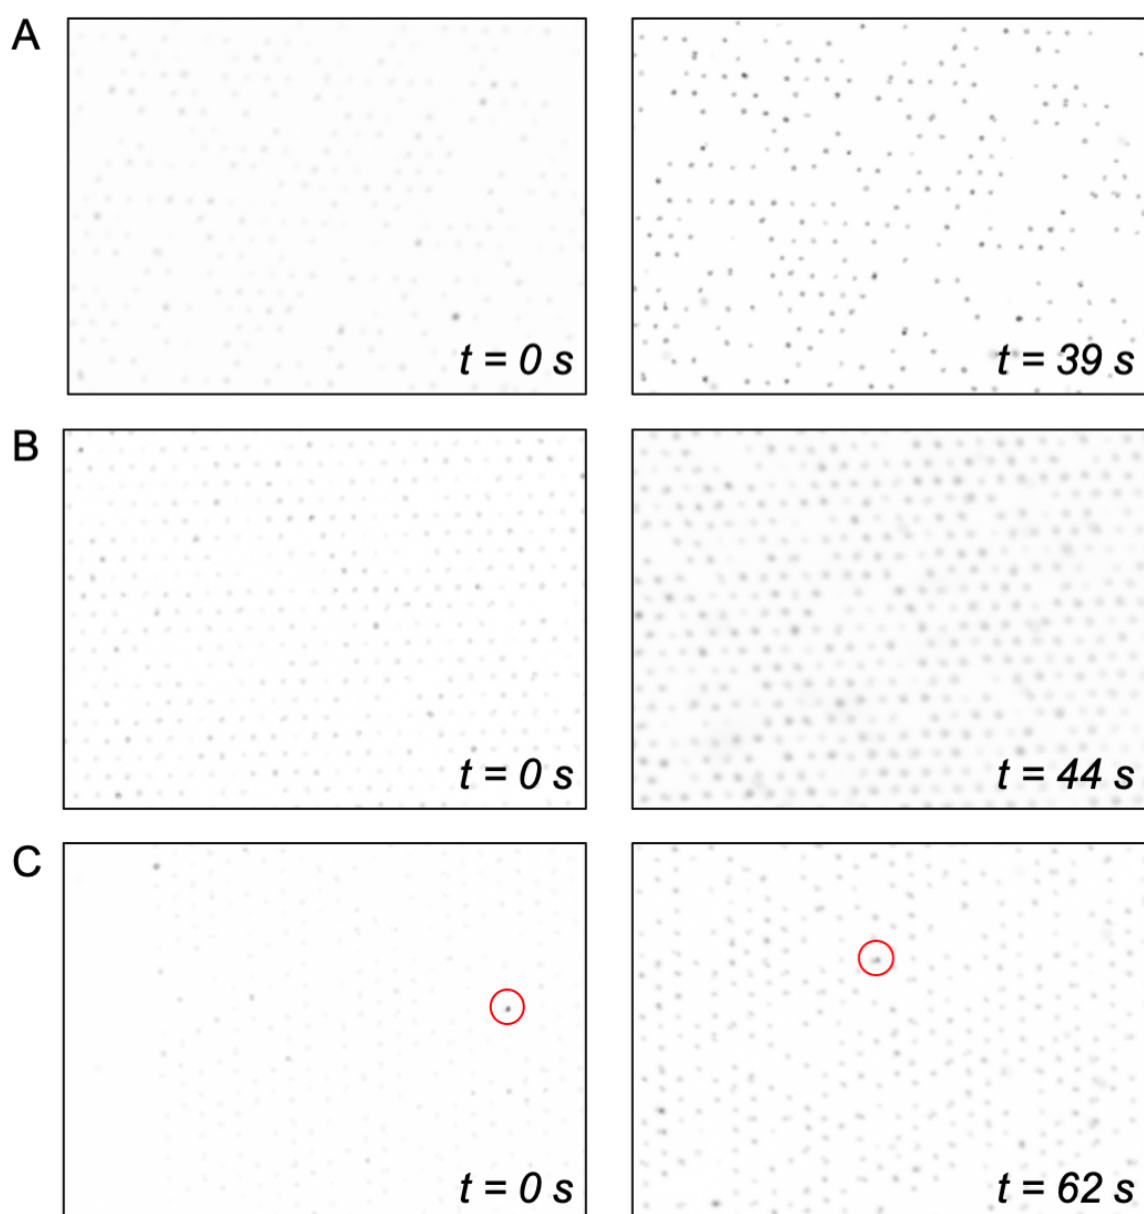 A
t = 0 s
t = 39 s
B
t = 0 s
t = 44 s
C
t = 0 s
t = 62 s